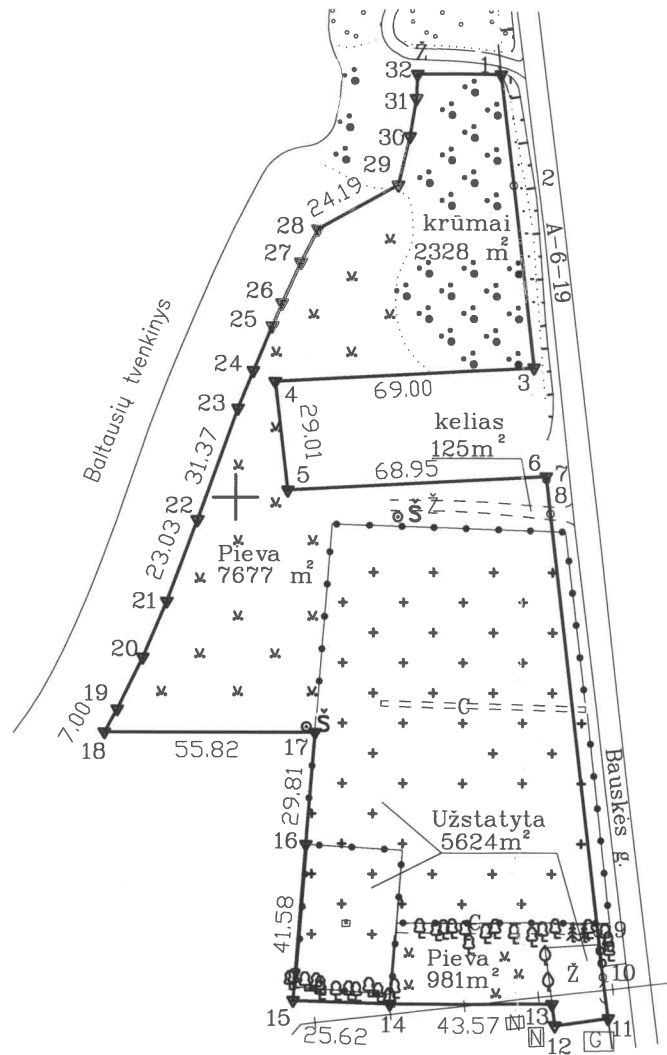 Ž
32
1
31
30
29
2
24.19
28
krūmai
2328 m²
A-6-19
27
26
25
Baltausių tvenkinys
24
4
69.00
3
23
29.01
kelias
125m²
31.37
5
68.95
6
7
8
Ž
Š
22
Pieva
7677 m²
23.03
21
20
C
19
7.00
18
55.82
17
Š
Bauskės g.
29.81
Užstatyta
5624m²
16
41.58
C
9
Pieva
981m²
Ž
10
15
14
13
11
25.62
43.57
N
N
12
G